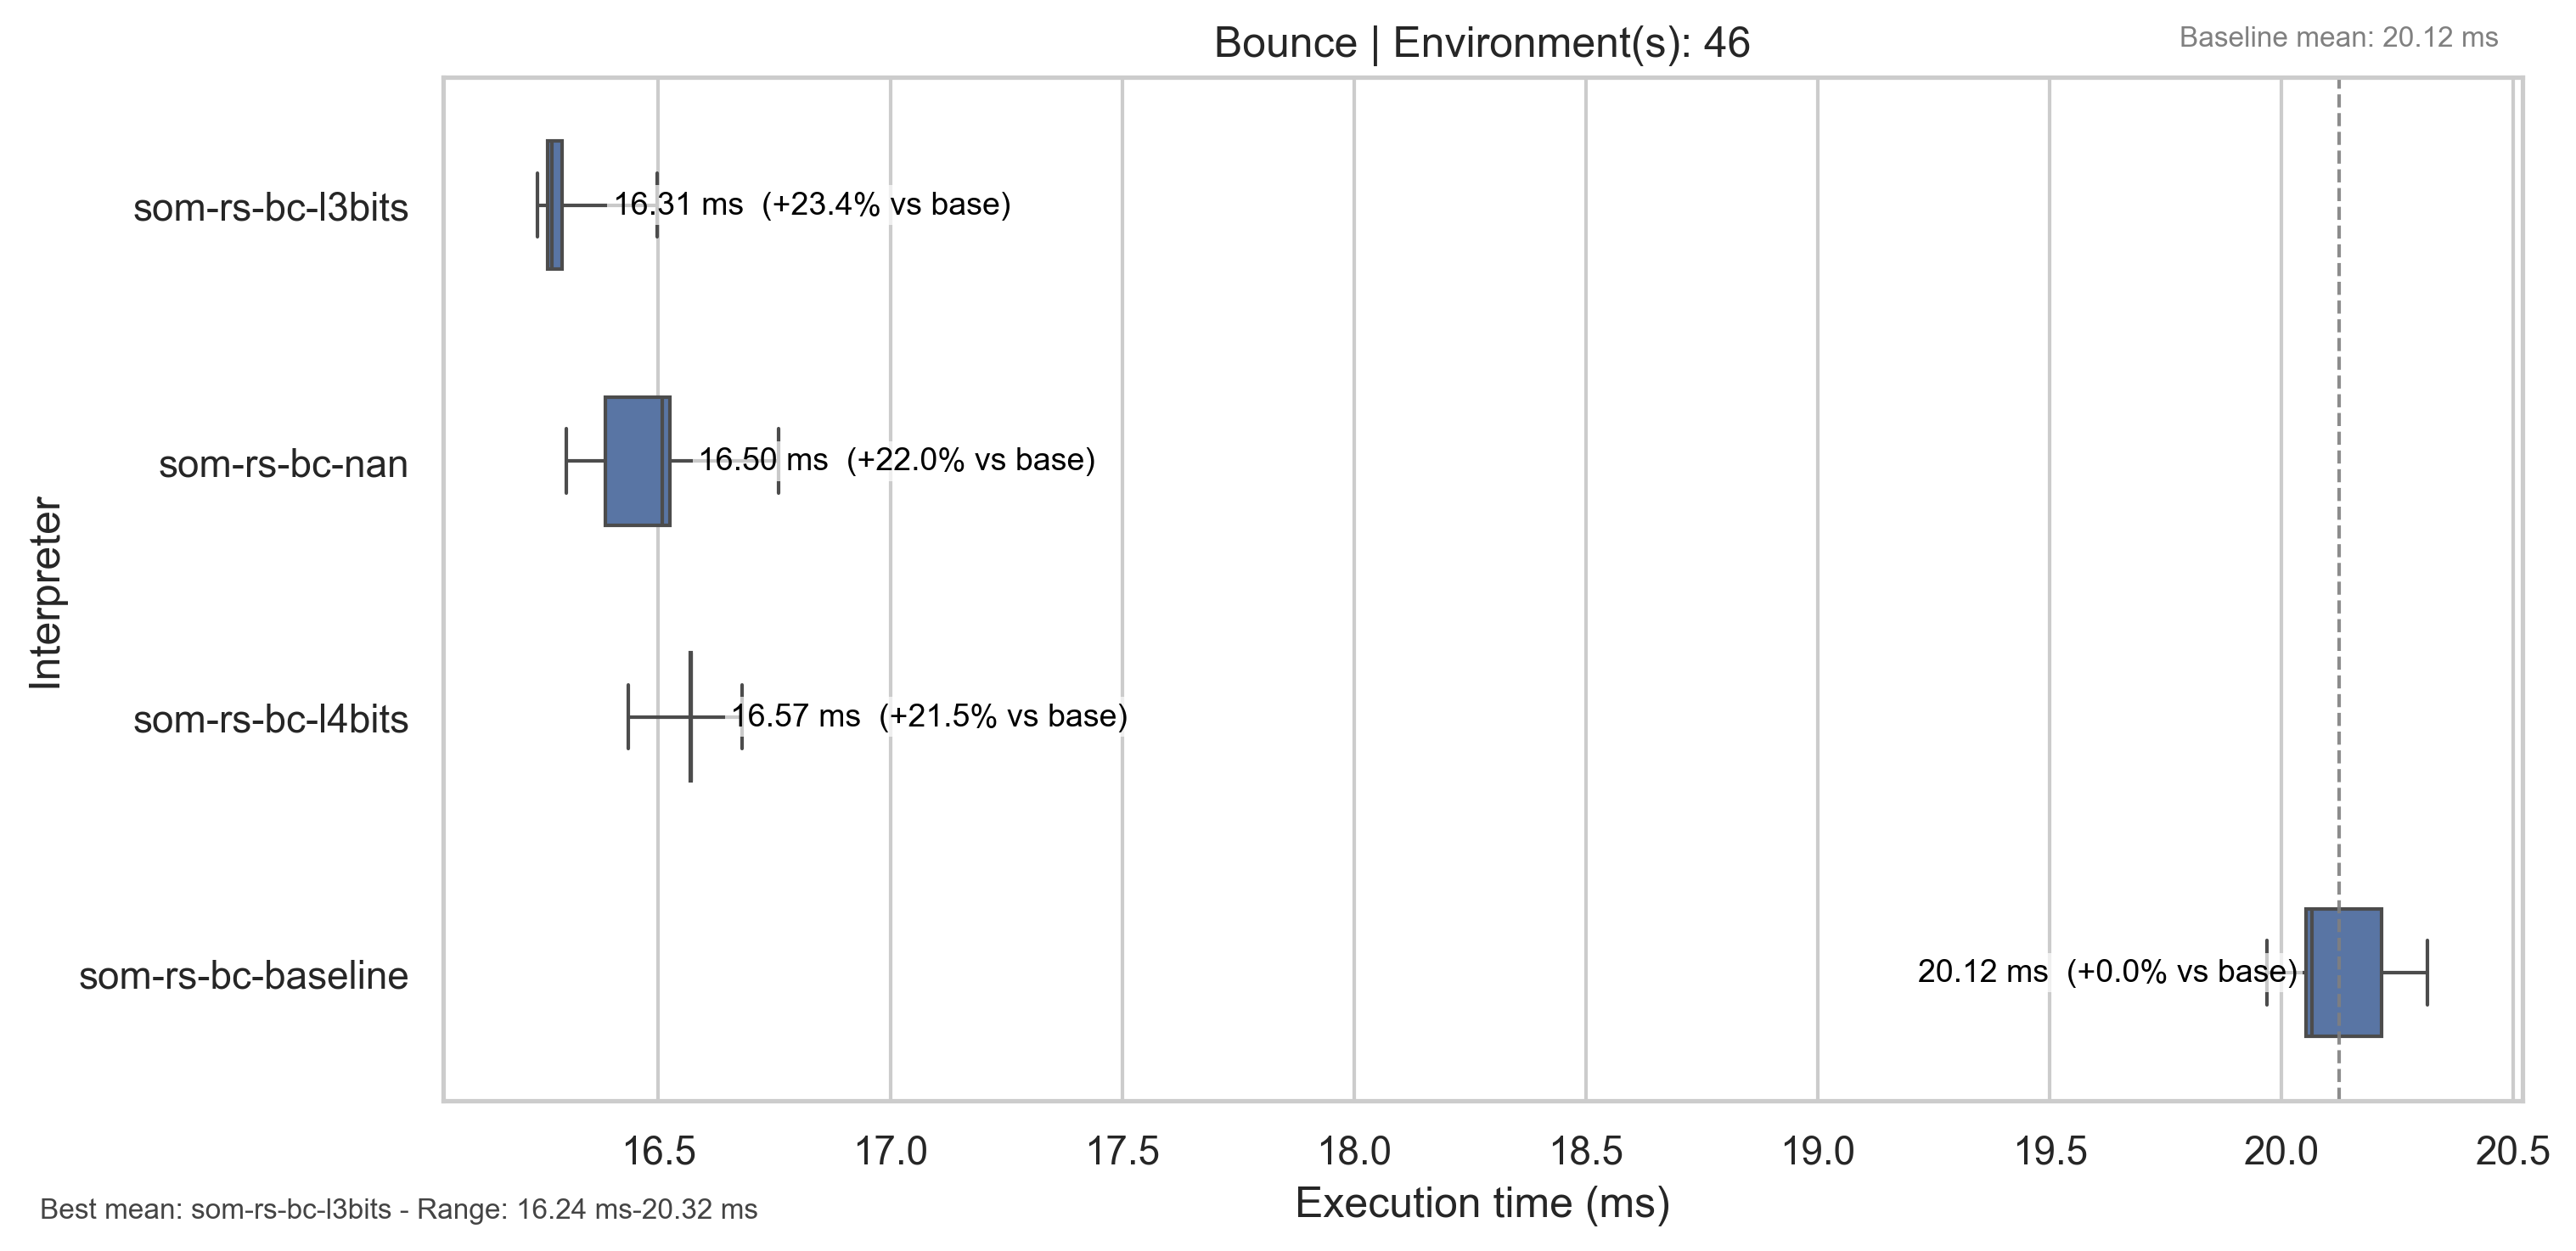 Bounce | Environment(s): 46
Baseline mean: 20.12 ms
Interpreter
som-rs-bc-l3bits
16.31 ms (+23.4% vs base)
som-rs-bc-nan
16.50 ms (+22.0% vs base)
som-rs-bc-l4bits
16.57 ms (+21.5% vs base)
som-rs-bc-baseline
20.12 ms (+0.0% vs base)
16.5 17.0 17.5 18.0 18.5 19.0 19.5 20.0 20.5
Execution time (ms)
Best mean: som-rs-bc-l3bits - Range: 16.24 ms-20.32 ms